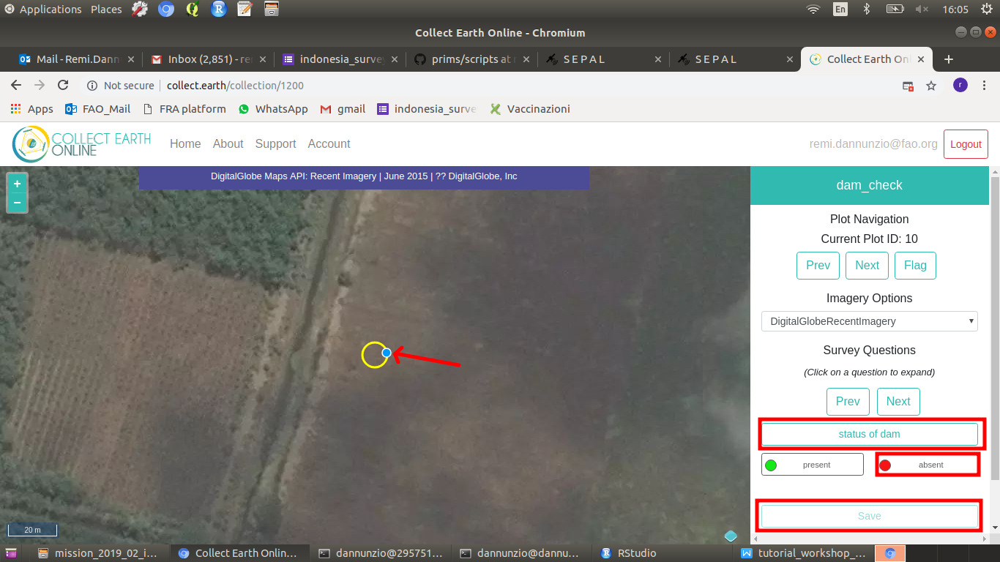 Applications Places En 16:05
Collect Earth Online - Chromium
Mail - Remi.Dann Inbox (2,851) - re indonesia_surve prims/scripts at S E P A L S E P A L Collect Earth Onl
Not secure collect.earth/collection/1200 r
Apps FAO_Mail FRA platform WhatsApp gmail indonesia_surve Vaccinazioni
COLLECT EARTH
ONLINE
Home About Support Account remi.dannunzio@fao.org Logout
DigitalGlobe Maps API: Recent Imagery | June 2015 | ?? DigitalGlobe, Inc
+
−
20 m
dam_check
Plot Navigation
Current Plot ID: 10
Prev Next Flag
Imagery Options
DigitalGlobeRecentImagery
Survey Questions
(Click on a question to expand)
Prev Next
status of dam
present absent
Save
mission_2019_02_i... Collect Earth Onlin... dannunzio@295751... dannunzio@dannu... RStudio tutorial_workshop_...